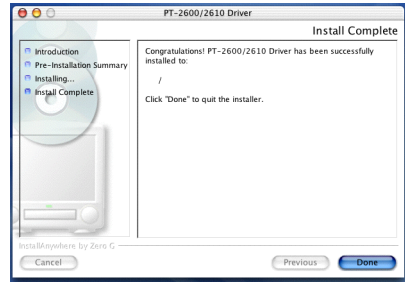 PT-2600/2610 Driver
Install Complete
Introduction
Pre-Installation Summary
Installing...
Install Complete
Congratulations! PT-2600/2610 Driver has been successfully
installed to:
/
Click "Done" to quit the installer.
InstallAnywhere by Zero G
Cancel
Previous
Done